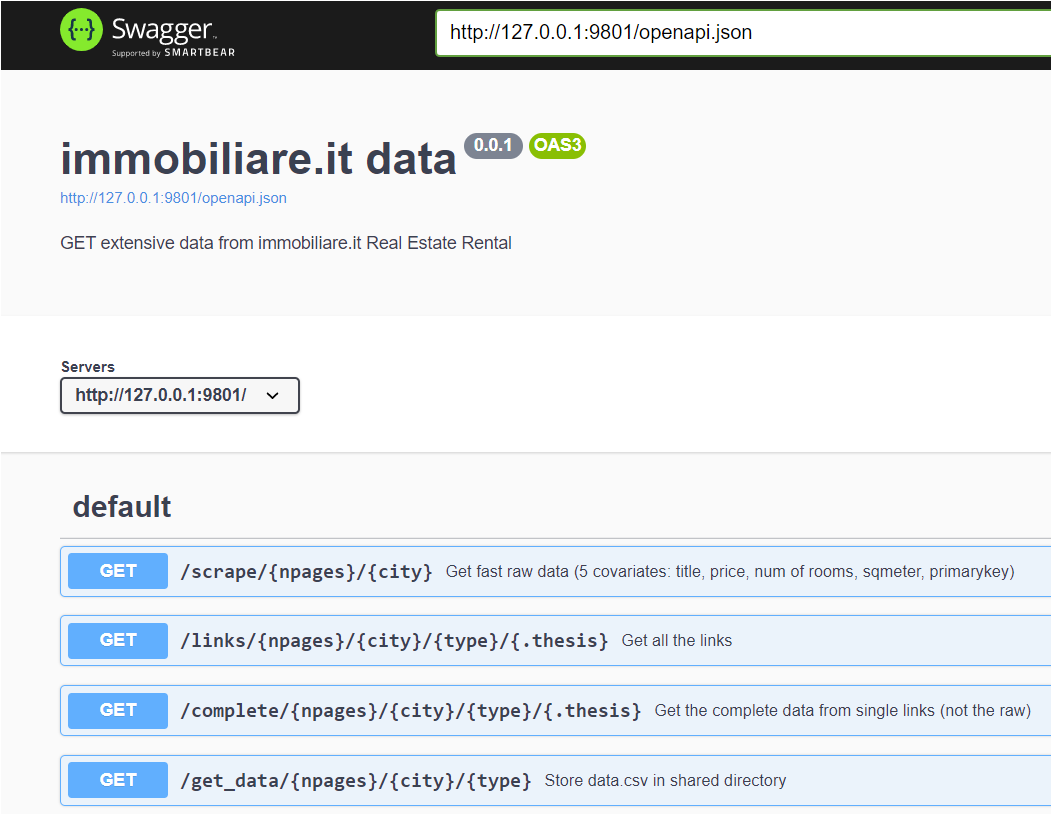 Swagger™
Supported by SMARTBEAR
http://127.0.0.1:9801/openapi.json
immobiliare.it data 0.0.1 OAS3
http://127.0.0.1:9801/openapi.json
GET extensive data from immobiliare.it Real Estate Rental
Servers
http://127.0.0.1:9801/
default
GET /scrape/{npages}/{city} Get fast raw data (5 covariates: title, price, num of rooms, sqmeter, primarykey)
GET /links/{npages}/{city}/{type}/{.thesis} Get all the links
GET /complete/{npages}/{city}/{type}/{.thesis} Get the complete data from single links (not the raw)
GET /get_data/{npages}/{city}/{type} Store data.csv in shared directory